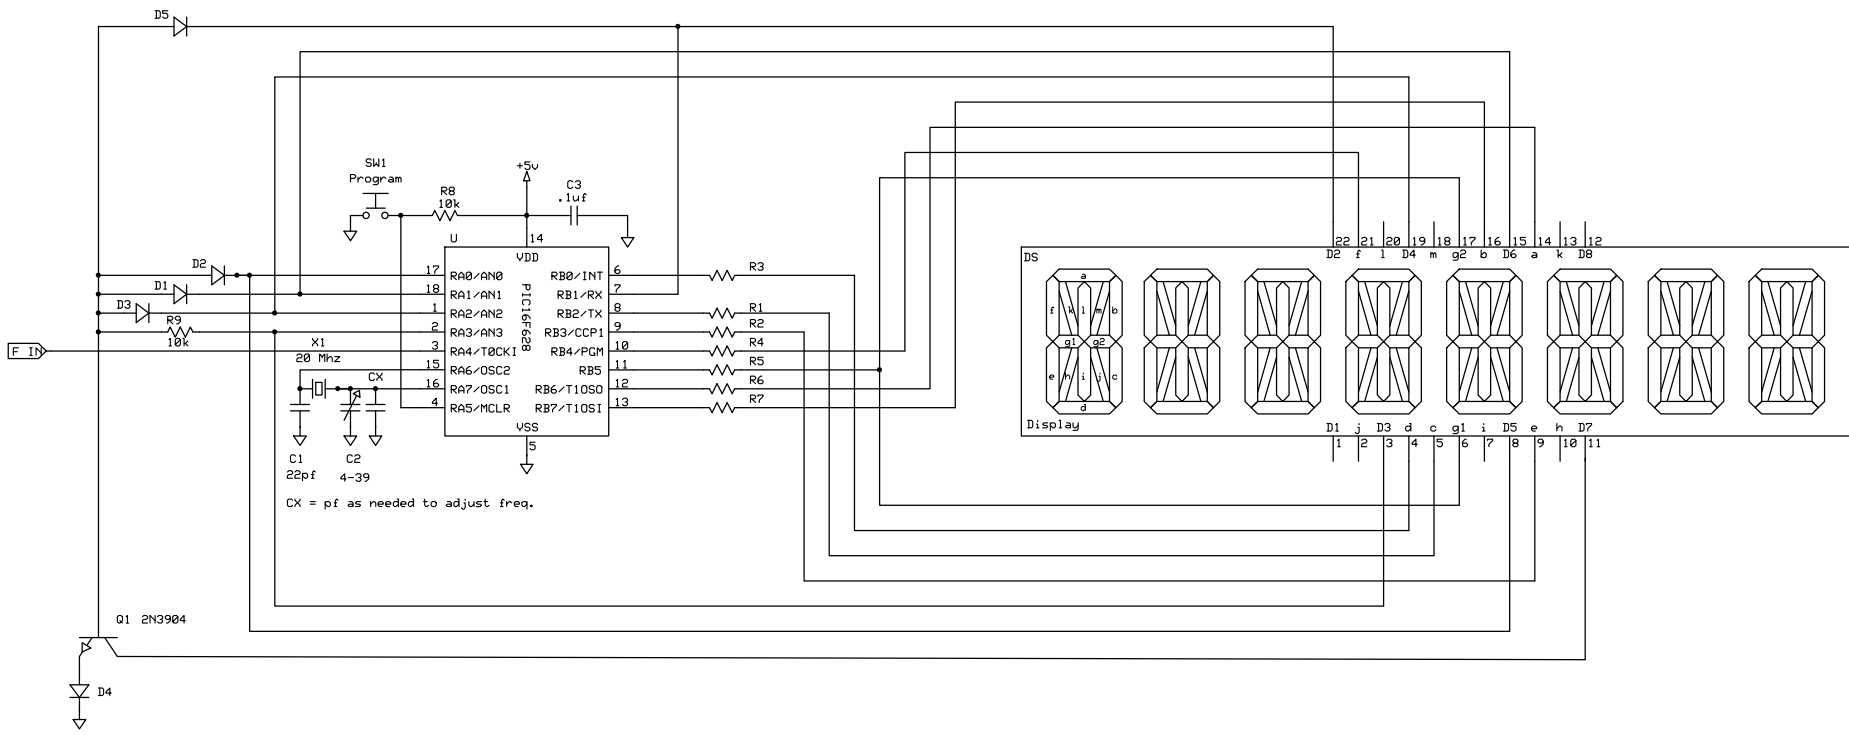 D5
SW1
Program
R8
10k
+5v
C3
.1uf
U
14
VDD
D2
17
RA0/AN0
RB0/INT
6
R3
D1
18
RA1/AN1
RB1/RX
7
D3
1
RA2/AN2
RB2/TX
8
R1
R9
10k
2
RA3/AN3
RB3/CCP1
9
R2
F IN
X1
20 Mhz
3
RA4/T0CKI
RB4/PGM
10
R4
15
RA6/OSC2
RB5
11
R5
CX
16
RA7/OSC1
RB6/T1OSO
12
R6
4
RA5/MCLR
RB7/T1OSI
13
R7
PIC16F628
VSS
5
C1
22pf
C2
4-39
CX = pf as needed to adjust freq.
Q1 2N3904
D4
22 21 20 19 18 17 16 15 14 13 12
DS
D2 f l D4 m g2 b D6 a k D8
a
f k l m b
g1 g2
e h i j c
d
Display
D1 j D3 d c g1 i D5 e h D7
1 2 3 4 5 6 7 8 9 10 11